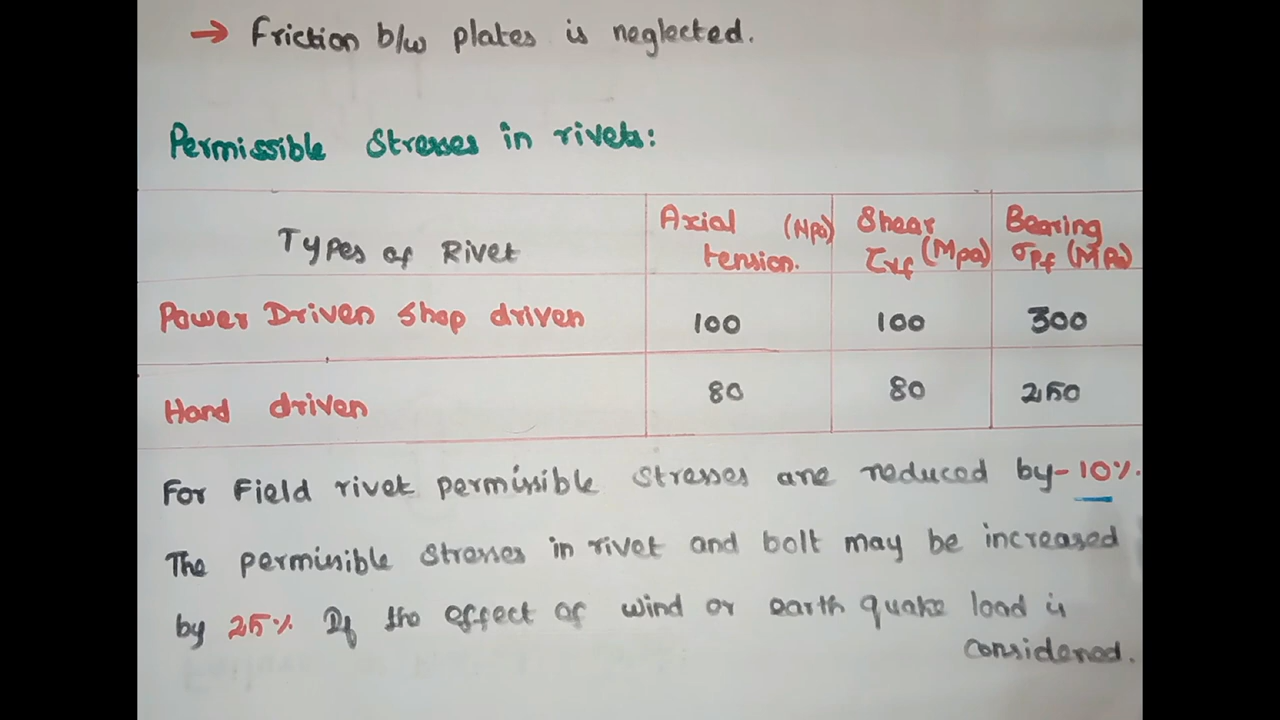 → Friction b/w plates is neglected.
Permissible Stresses in rivets:
Types of Rivet
Axial (MPa) tension.
Shear τvf (Mpa)
Bearing σPf (MPa)
Power Driven Shop driven 100 100 300
Hand driven 80 80 250
For Field rivet permissible stresses are reduced by -10%.
The permissible stresses in rivet and bolt may be increased
by 25% If the effect of wind or earth quake load is
considered.